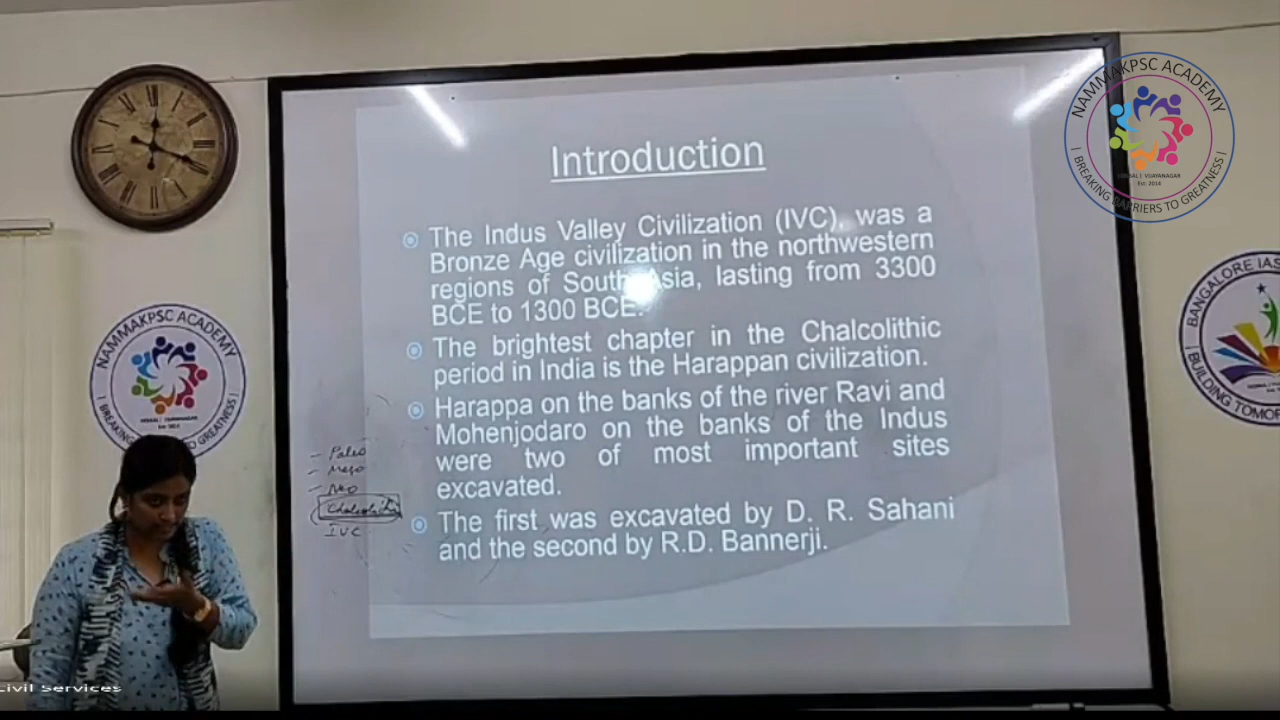 NAMMAKPSC ACADEMY
| BREAKING BARRIERS TO GREATNESS |
Est: 2014
Introduction
The Indus Valley Civilization (IVC), was a
Bronze Age civilization in the northwestern
regions of South Asia, lasting from 3300
BCE to 1300 BCE.
The brightest chapter in the Chalcolithic
period in India is the Harappan civilization.
Harappa on the banks of the river Ravi and
Mohenjodaro on the banks of the Indus
were two of most important sites
excavated.
The first was excavated by D. R. Sahani
and the second by R.D. Bannerji.
- Paleo
- Meso
- Neo
Chalcolithic
IVC
NAMMAKPSC ACADEMY
BANGALORE IAS
| BUILDING
Civil Services